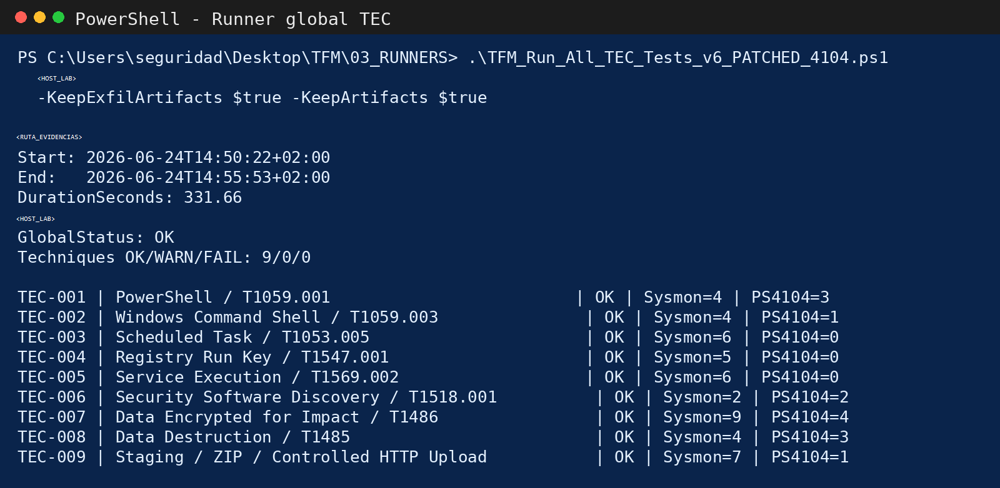 PowerShell - Runner global TEC
PS C:\Users\seguridad\Desktop\TFM\03_RUNNERS> .\TFM_Run_All_TEC_Tests_v6_PATCHED_4104.ps1
<HOST_LAB>
-KeepExfilArtifacts $true -KeepArtifacts $true
<RUTA_EVIDENCIAS>
Start: 2026-06-24T14:50:22+02:00
End:   2026-06-24T14:55:53+02:00
DurationSeconds: 331.66
<HOST_LAB>
GlobalStatus: OK
Techniques OK/WARN/FAIL: 9/0/0
TEC-001 | PowerShell / T1059.001 | OK | Sysmon=4 | PS4104=3
TEC-002 | Windows Command Shell / T1059.003 | OK | Sysmon=4 | PS4104=1
TEC-003 | Scheduled Task / T1053.005 | OK | Sysmon=6 | PS4104=0
TEC-004 | Registry Run Key / T1547.001 | OK | Sysmon=5 | PS4104=0
TEC-005 | Service Execution / T1569.002 | OK | Sysmon=6 | PS4104=0
TEC-006 | Security Software Discovery / T1518.001 | OK | Sysmon=2 | PS4104=2
TEC-007 | Data Encrypted for Impact / T1486 | OK | Sysmon=9 | PS4104=4
TEC-008 | Data Destruction / T1485 | OK | Sysmon=4 | PS4104=3
TEC-009 | Staging / ZIP / Controlled HTTP Upload | OK | Sysmon=7 | PS4104=1